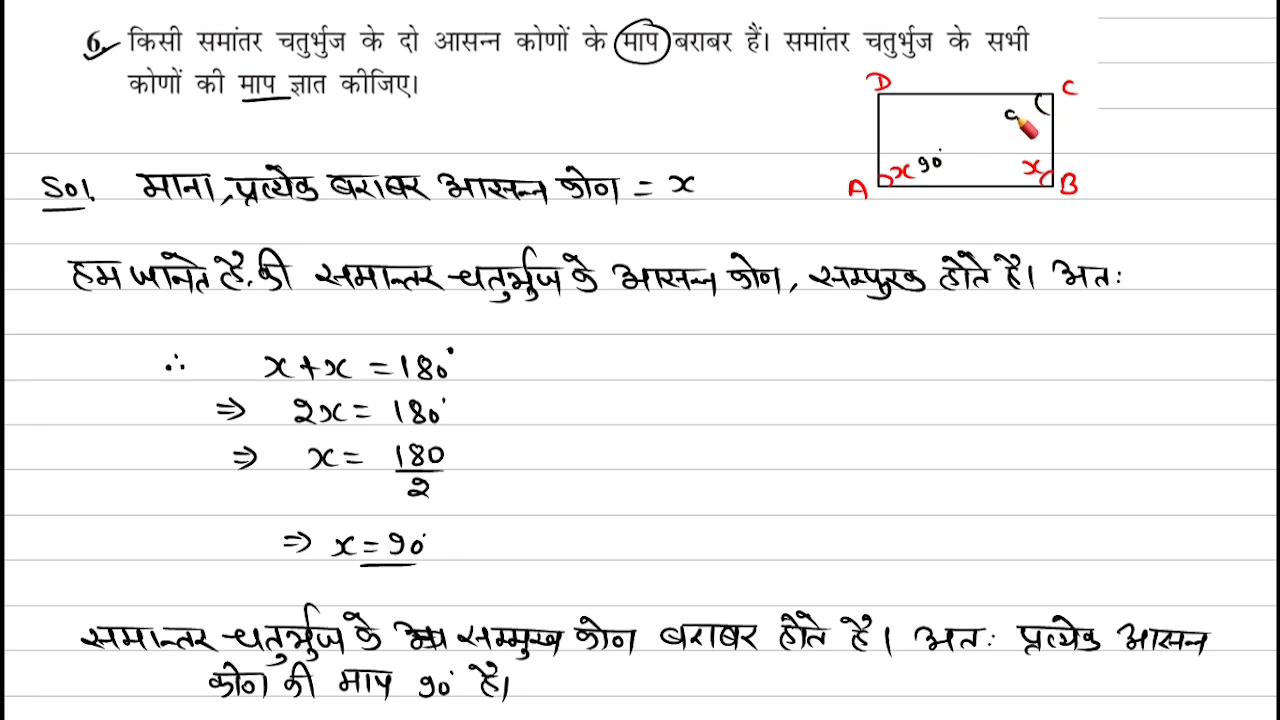 6. किसी समांतर चतुर्भुज के दो आसन्न कोणों के माप बराबर हैं। समांतर चतुर्भुज के सभी
कोणों की माप ज्ञात कीजिए।
D C
9
x 90° x
A B
Sol. माना, प्रत्येक बराबर आसन्न कोण = x
हम जानते है, की समान्तर चतुर्भुज के आसन्न कोण, सम्पुरक होते है। अतः
∴ x+x = 180°
⇒ 2x = 180°
⇒ x = 180/2
⇒ x = 90°
समान्तर चतुर्भुज के सम्मुख कोण बराबर होते है। अतः प्रत्येक आसन्न
कोण की माप 90° है।